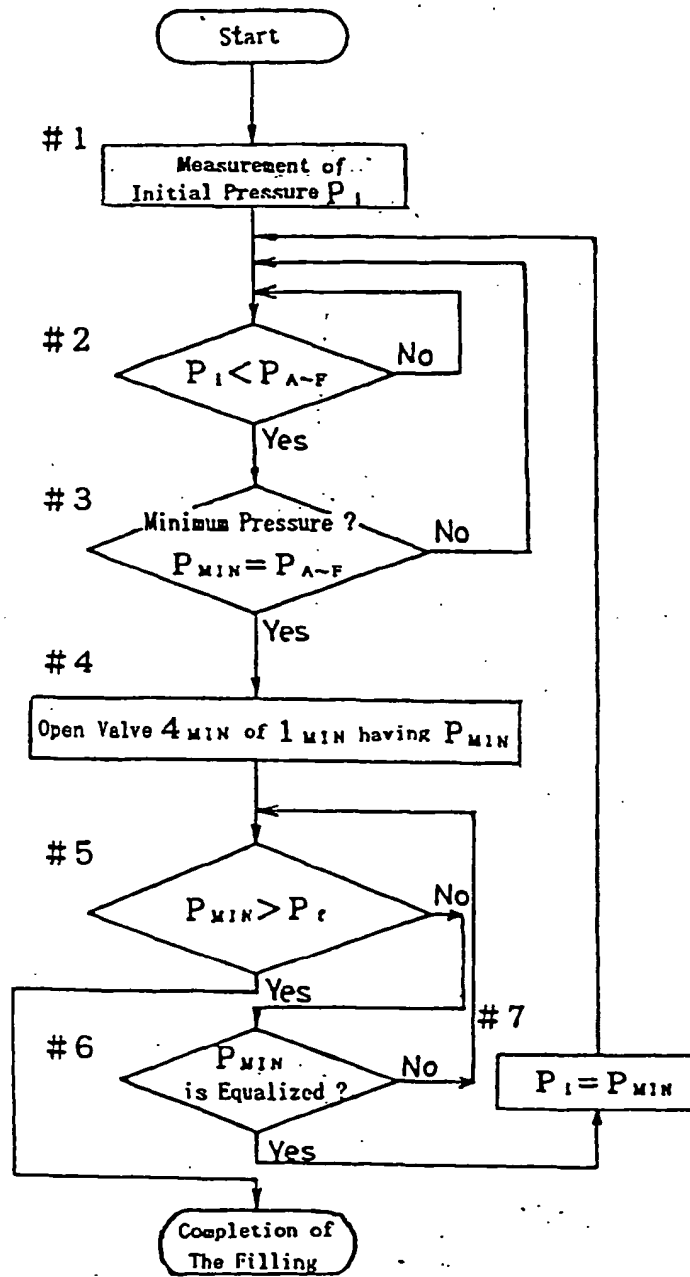 Start
#1
Measurement of
Initial Pressure P₁
#2
P₁<P A~F
No
Yes
#3
Minimum Pressure ?
P MIN=P A~F
No
Yes
#4
Open Valve 4 MIN of 1 MIN having P MIN
#5
P MIN>P f
No
Yes
#6
P MIN
is Equalized ?
No
Yes
#7
P₁=P MIN
Completion of
The Filling